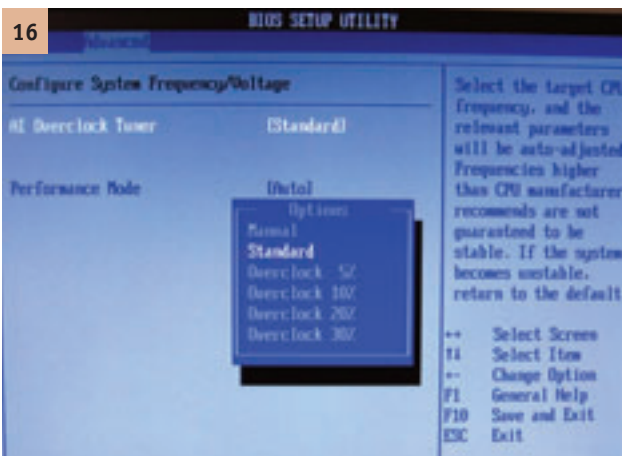 16
BIOS SETUP UTILITY
Advanced
Configure System Frequency/Voltage
AI Overclock Tuner [Standard]
Performance Mode [Auto]
Options
Manual
Standard
Overclock 5%
Overclock 10%
Overclock 20%
Overclock 30%
Select the target CPU
frequency, and the
relevant parameters
will be auto-adjusted
Frequencies higher
than CPU manufacturer
recommends are not
guaranteed to be
stable. If the system
becomes unstable,
return to the default
↔ Select Screen
↑↓ Select Item
+- Change Option
F1 General Help
F10 Save and Exit
ESC Exit